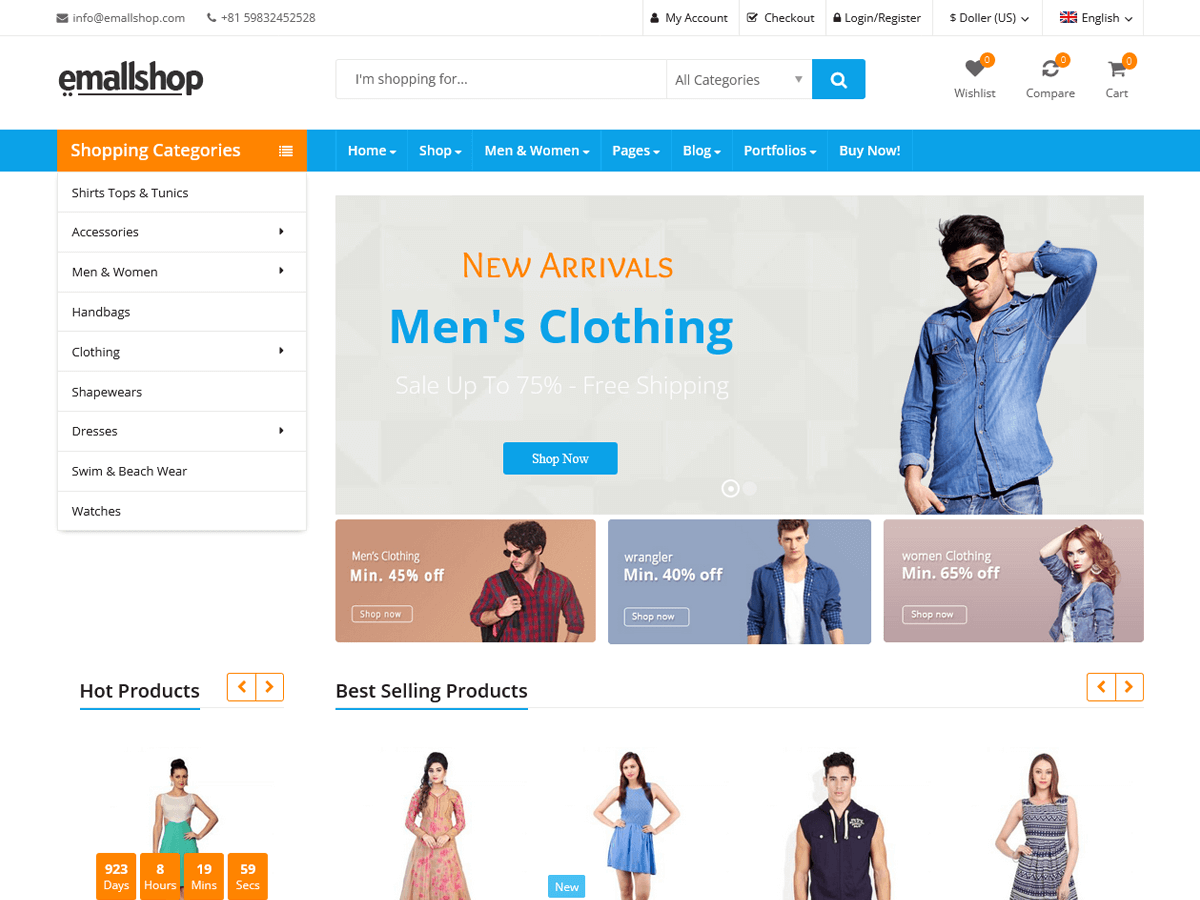 info@emallshop.com
+81 59832452528
My Account
Checkout
Login/Register
$ Doller (US)
English
emallshop
I'm shopping for...
All Categories
0
Wishlist
0
Compare
0
Cart
Shopping Categories
Home
Shop
Men & Women
Pages
Blog
Portfolios
Buy Now!
Shirts Tops & Tunics
Accessories
Men & Women
Handbags
Clothing
Shapewears
Dresses
Swim & Beach Wear
Watches
New Arrivals
Men's Clothing
Sale Up To 75% - Free Shipping
Shop Now
Men's Clothing
Min. 45% off
Shop now
wrangler
Min. 40% off
Shop now
women Clothing
Min. 65% off
Shop now
Hot Products
Best Selling Products
923
Days
8
Hours
19
Mins
59
Secs
New